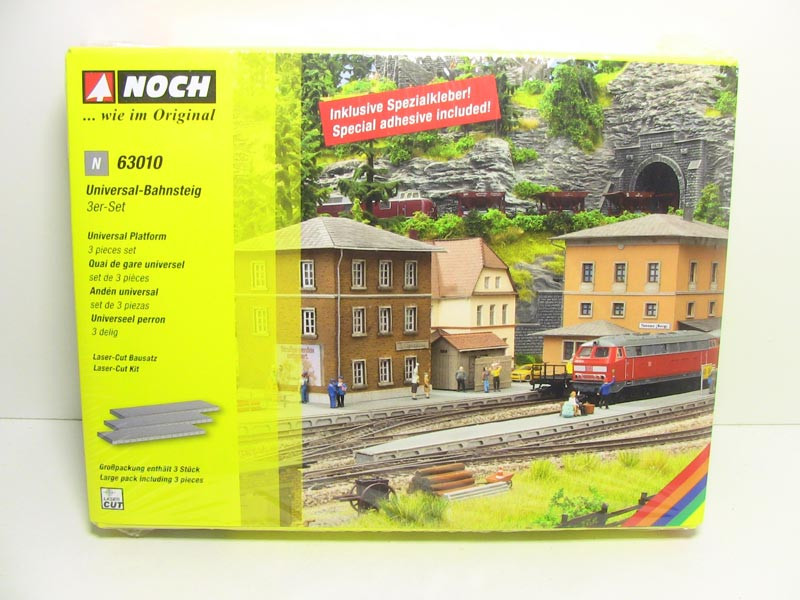 NOCH
... wie im Original
N 63010
Universal-Bahnsteig
3er-Set
Universal Platform
3 pieces set
Quai de gare universel
set de 3 pièces
Andén universal
set de 3 piezas
Universeel perron
3 delig
Laser-Cut Bausatz
Laser-Cut Kit
Großpackung enthält 3 Stück
Large pack including 3 pieces
LASER
CUT
Inklusive Spezialkleber!
Special adhesive included!